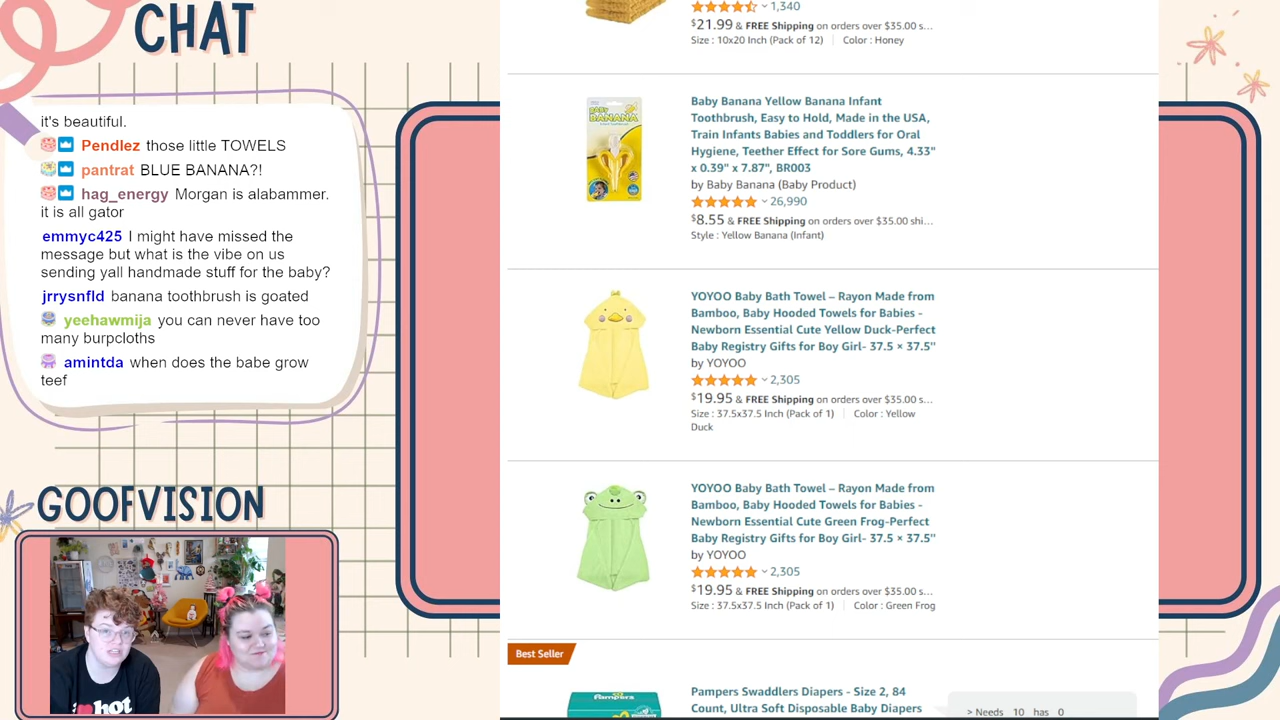 CHAT
it's beautiful.
Pendlez those little TOWELS
pantrat BLUE BANANA?!
hag_energy Morgan is alabammer.
it is all gator
emmyc425 I might have missed the
message but what is the vibe on us
sending yall handmade stuff for the baby?
jrrysnfld banana toothbrush is goated
yeehawmija you can never have too
many burpcloths
amintda when does the babe grow
teef
GOOFVISION
hot
1,340
$21.99 & FREE Shipping on orders over $35.00 s…
Size : 10x20 Inch (Pack of 12) | Color : Honey
BABY
BANANA
Baby Banana Yellow Banana Infant
Toothbrush, Easy to Hold, Made in the USA,
Train Infants Babies and Toddlers for Oral
Hygiene, Teether Effect for Sore Gums, 4.33"
x 0.39" x 7.87", BR003
by Baby Banana (Baby Product)
26,990
$8.55 & FREE Shipping on orders over $35.00 shi…
Style : Yellow Banana (Infant)
YOYOO Baby Bath Towel – Rayon Made from
Bamboo, Baby Hooded Towels for Babies -
Newborn Essential Cute Yellow Duck-Perfect
Baby Registry Gifts for Boy Girl- 37.5 × 37.5"
by YOYOO
2,305
$19.95 & FREE Shipping on orders over $35.00 s…
Size : 37.5x37.5 Inch (Pack of 1) | Color : Yellow
Duck
YOYOO Baby Bath Towel – Rayon Made from
Bamboo, Baby Hooded Towels for Babies -
Newborn Essential Cute Green Frog-Perfect
Baby Registry Gifts for Boy Girl- 37.5 × 37.5"
by YOYOO
2,305
$19.95 & FREE Shipping on orders over $35.00 s…
Size : 37.5x37.5 Inch (Pack of 1) | Color : Green Frog
Best Seller
Pampers
Pampers Swaddlers Diapers - Size 2, 84
Count, Ultra Soft Disposable Baby Diapers
> Needs 10 has 0